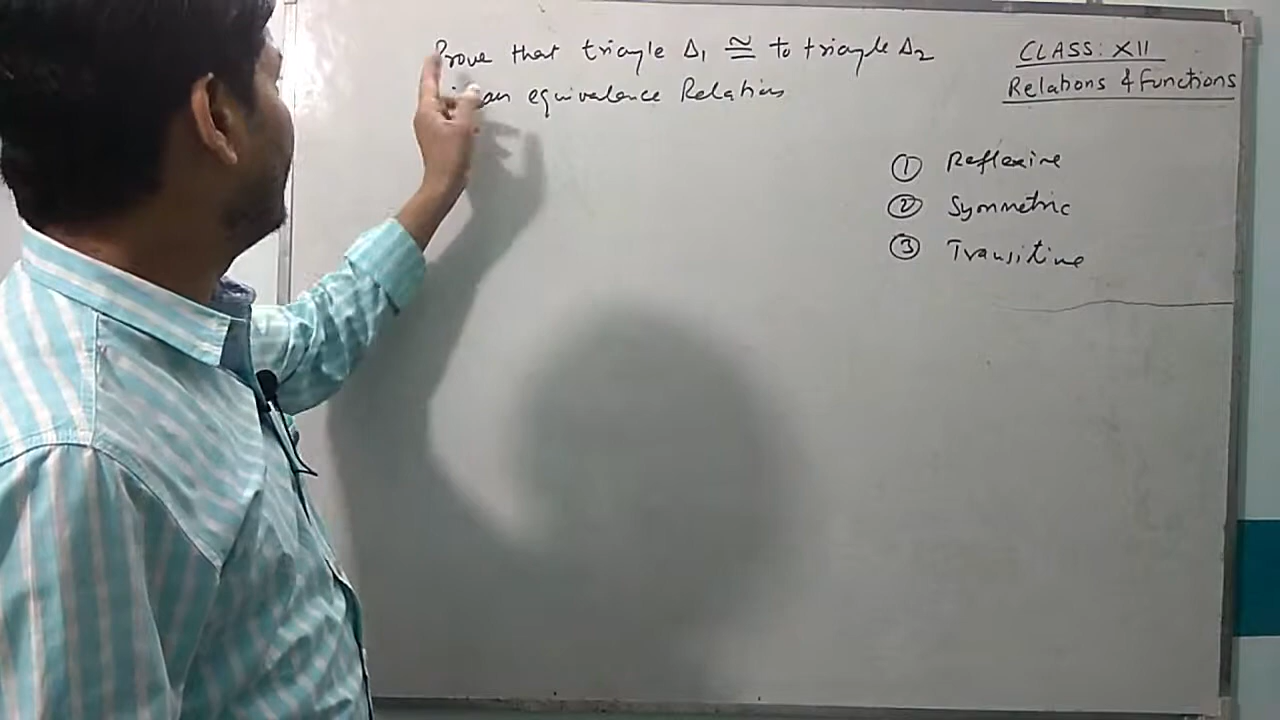 Prove that triangle Δ₁ ≅ to triangle Δ₂
an equivalence Relation
CLASS: XII
Relations & functions
① Reflexive
② Symmetric
③ Transitive